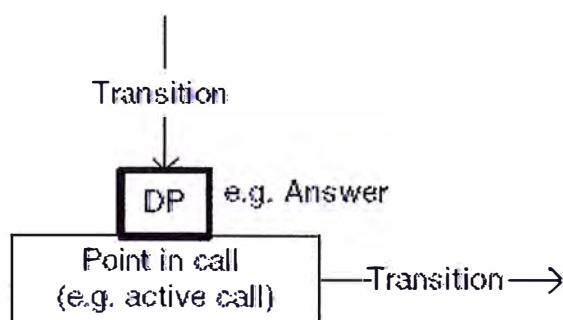 Transition
DP
e.g. Answer
Point in call
(e.g. active call)
Transition